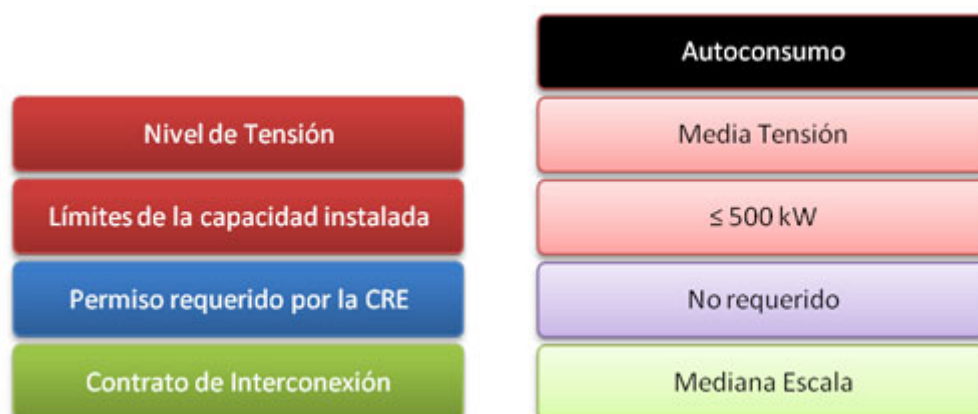 Autoconsumo
Nivel de Tensión
Media Tensión
Límites de la capacidad instalada
≤ 500 kW
Permiso requerido por la CRE
No requerido
Contrato de Interconexión
Mediana Escala